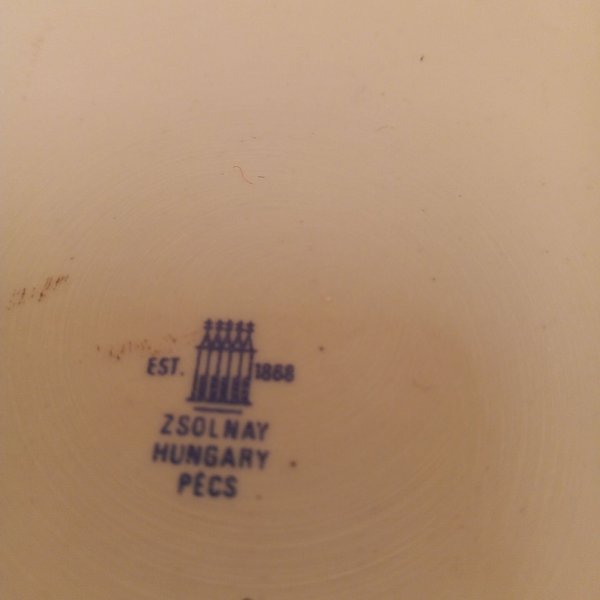 EST. 1868
ZSOLNAY
HUNGARY
PÉCS